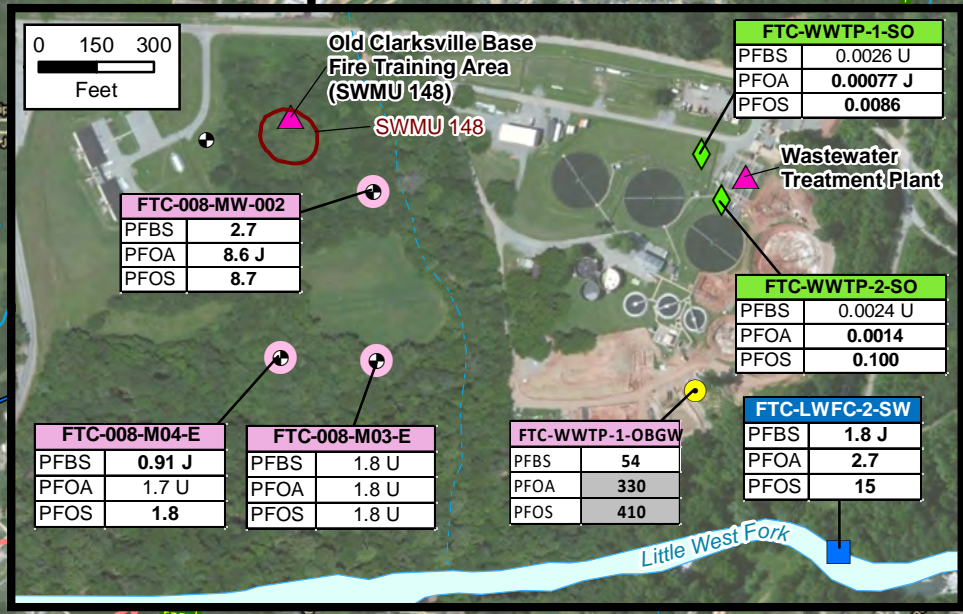 0 150 300
Feet
Old Clarksville Base
Fire Training Area
(SWMU 148)
SWMU 148
FTC-WWTP-1-SO
PFBS 0.0026 U
PFOA 0.00077 J
PFOS 0.0086
Wastewater
Treatment Plant
FTC-008-MW-002
PFBS 2.7
PFOA 8.6 J
PFOS 8.7
FTC-WWTP-2-SO
PFBS 0.0024 U
PFOA 0.0014
PFOS 0.100
FTC-008-M04-E
PFBS 0.91 J
PFOA 1.7 U
PFOS 1.8
FTC-008-M03-E
PFBS 1.8 U
PFOA 1.8 U
PFOS 1.8 U
FTC-WWTP-1-OBGW
PFBS 54
PFOA 330
PFOS 410
FTC-LWFC-2-SW
PFBS 1.8 J
PFOA 2.7
PFOS 15
Little West Fork